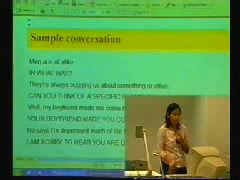 Sample conversation
Men are all alike
IN WHAT WAY?
They're always bugging us about something or other.
CAN YOU THINK OF A SPECIFIC
Well, my boyfriend made me come
YOUR BOYFRIEND MADE YOU CO
He says I'm depressed much of the
I AM SORRY TO HEAR YOU ARE D